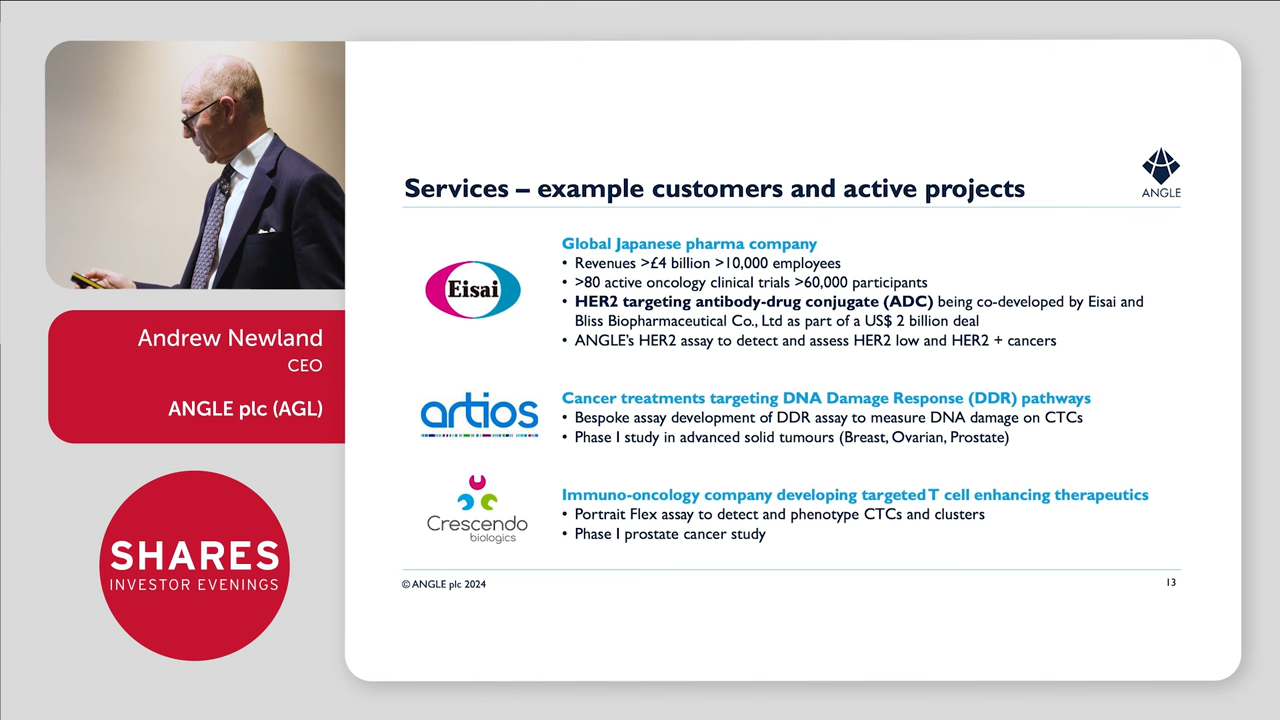 Andrew Newland
CEO
ANGLE plc (AGL)
SHARES
INVESTOR EVENINGS
Services – example customers and active projects
ANGLE
Eisai
Global Japanese pharma company
• Revenues >£4 billion >10,000 employees
• >80 active oncology clinical trials >60,000 participants
• HER2 targeting antibody-drug conjugate (ADC) being co-developed by Eisai and
Bliss Biopharmaceutical Co., Ltd as part of a US$ 2 billion deal
• ANGLE’s HER2 assay to detect and assess HER2 low and HER2 + cancers
artios
Cancer treatments targeting DNA Damage Response (DDR) pathways
• Bespoke assay development of DDR assay to measure DNA damage on CTCs
• Phase I study in advanced solid tumours (Breast, Ovarian, Prostate)
Crescendo
biologics
Immuno-oncology company developing targeted T cell enhancing therapeutics
• Portrait Flex assay to detect and phenotype CTCs and clusters
• Phase I prostate cancer study
© ANGLE plc 2024
13